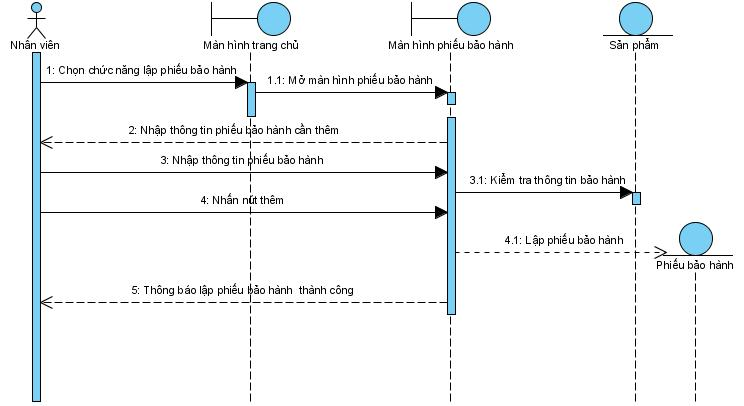 Nhân viên
Màn hình trang chủ
Màn hình phiếu bảo hành
Sản phẩm
1: Chọn chức năng lập phiếu bảo hành
1.1: Mở màn hình phiếu bảo hành
2: Nhập thông tin phiếu bảo hành cần thêm
3: Nhập thông tin phiếu bảo hành
3.1: Kiểm tra thông tin bảo hành
4: Nhấn nút thêm
4.1: Lập phiếu bảo hành
Phiếu bảo hành
5: Thông báo lập phiếu bảo hành thành công